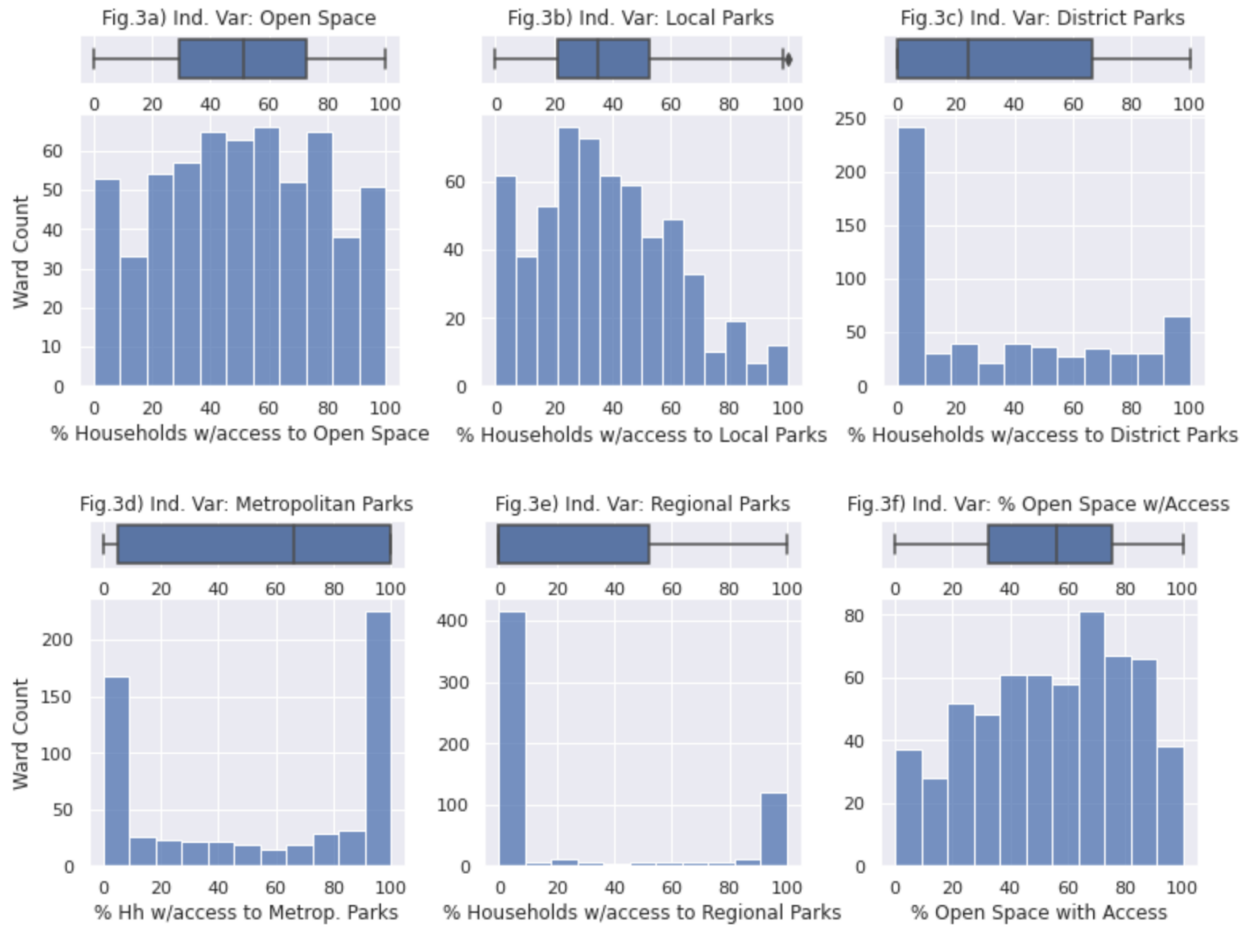 Fig.3a) Ind. Var: Open Space
Fig.3b) Ind. Var: Local Parks
Fig.3c) Ind. Var: District Parks
0 20 40 60 80 100
0 20 40 60 80 100
0 20 40 60 80 100
Ward Count
60
50
40
30
20
10
0
60
40
20
0
250
200
150
100
50
0
0 20 40 60 80 100
0 20 40 60 80 100
0 20 40 60 80 100
% Households w/access to Open Space
% Households w/access to Local Parks
% Households w/access to District Parks
Fig.3d) Ind. Var: Metropolitan Parks
Fig.3e) Ind. Var: Regional Parks
Fig.3f) Ind. Var: % Open Space w/Access
0 20 40 60 80 100
0 20 40 60 80 100
0 20 40 60 80 100
Ward Count
200
150
100
50
0
400
300
200
100
0
80
60
40
20
0
0 20 40 60 80 100
0 20 40 60 80 100
0 20 40 60 80 100
% Hh w/access to Metrop. Parks
% Households w/access to Regional Parks
% Open Space with Access